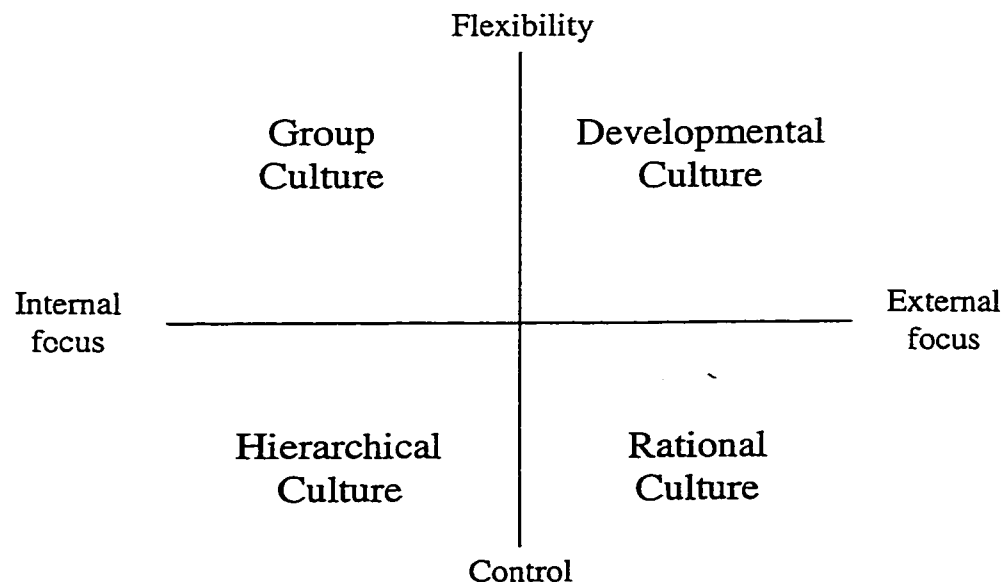 Flexibility
Group
Culture
Developmental
Culture
Internal
focus
External
focus
Hierarchical
Culture
Rational
Culture
Control